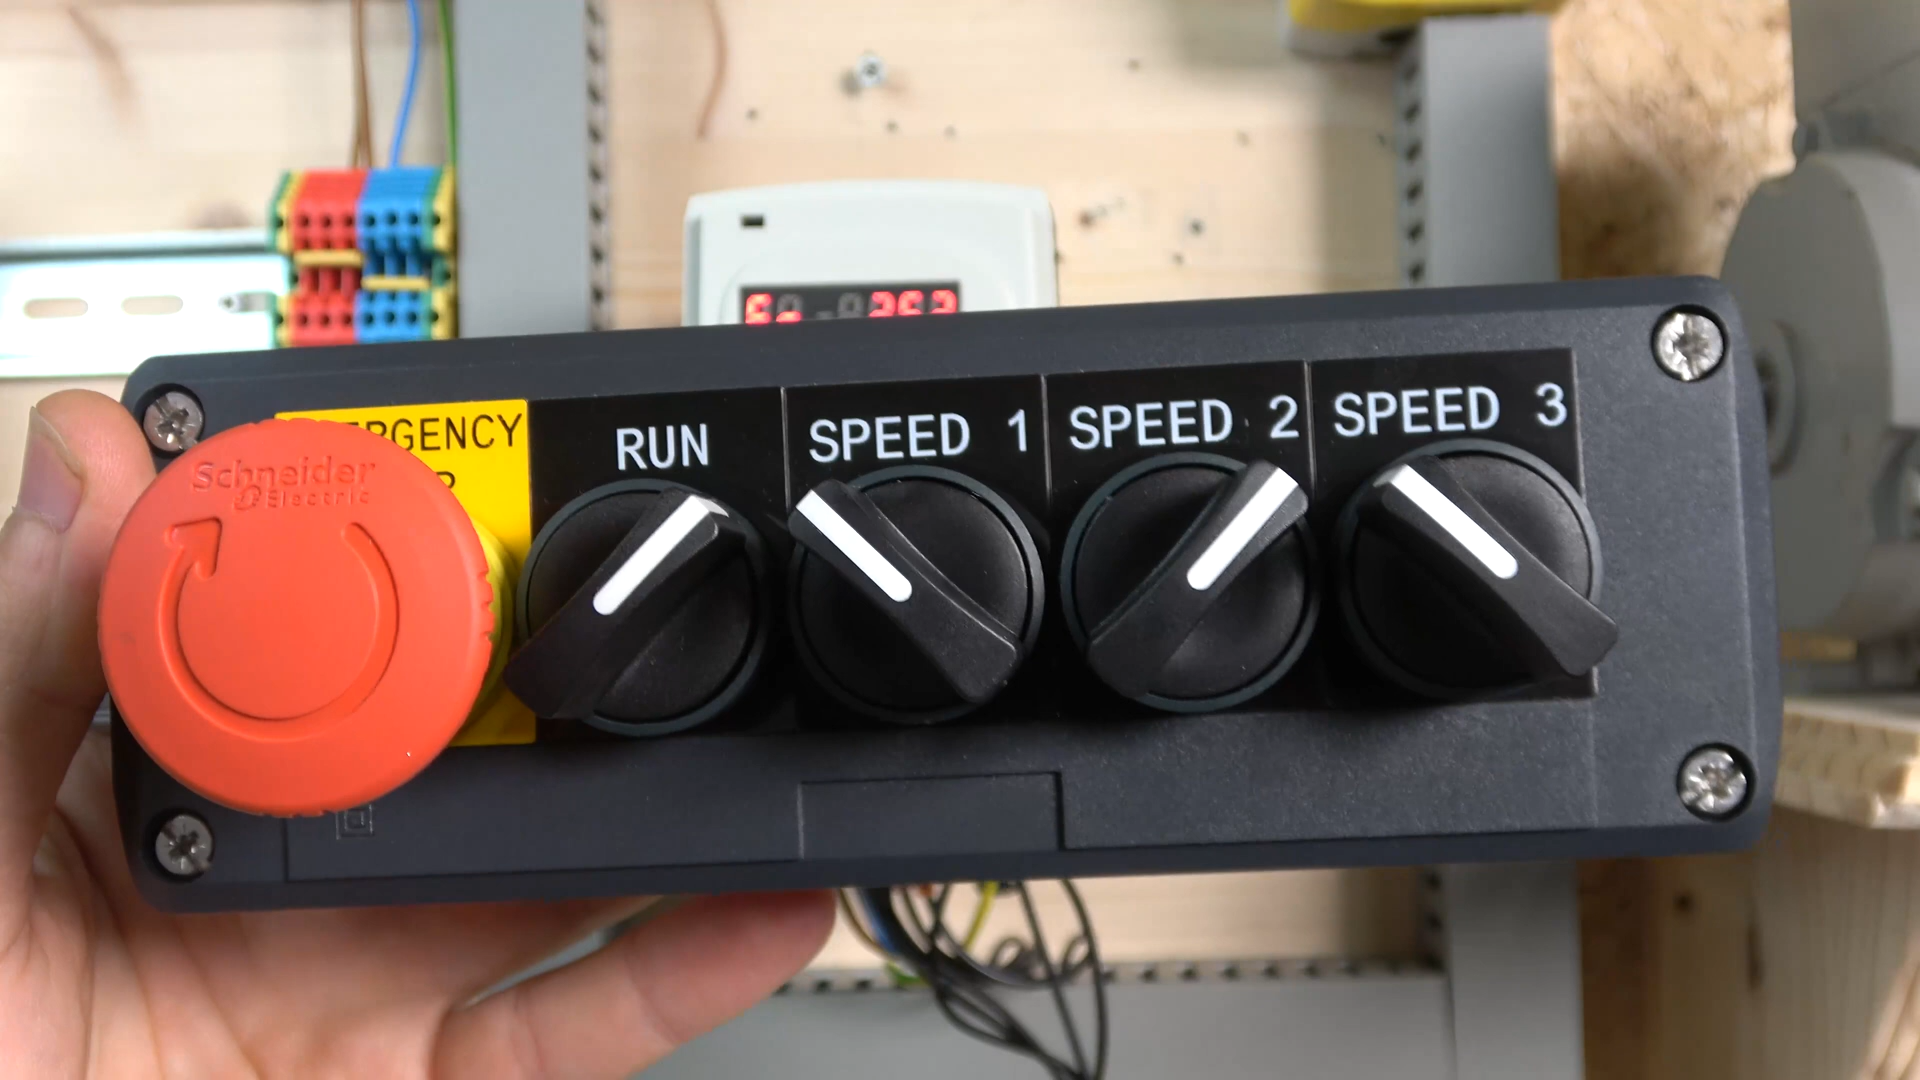 Schneider
Electric
RGENCY
P
RUN
SPEED 1
SPEED 2
SPEED 3